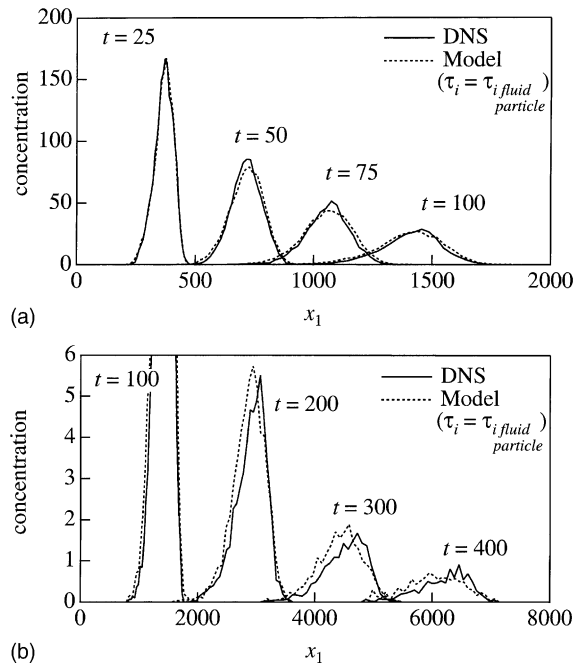 200
t = 25
DNS
Model
(τi = τi fluid particle)
150
concentration
t = 50
100
t = 75
50
t = 100
0
0 500 1000 1500 2000
(a)
x1
6
t = 100
DNS
Model
(τi = τi fluid particle)
5
t = 200
4
concentration
3
2
t = 300
1
t = 400
0
0 2000 4000 6000 8000
(b)
x1